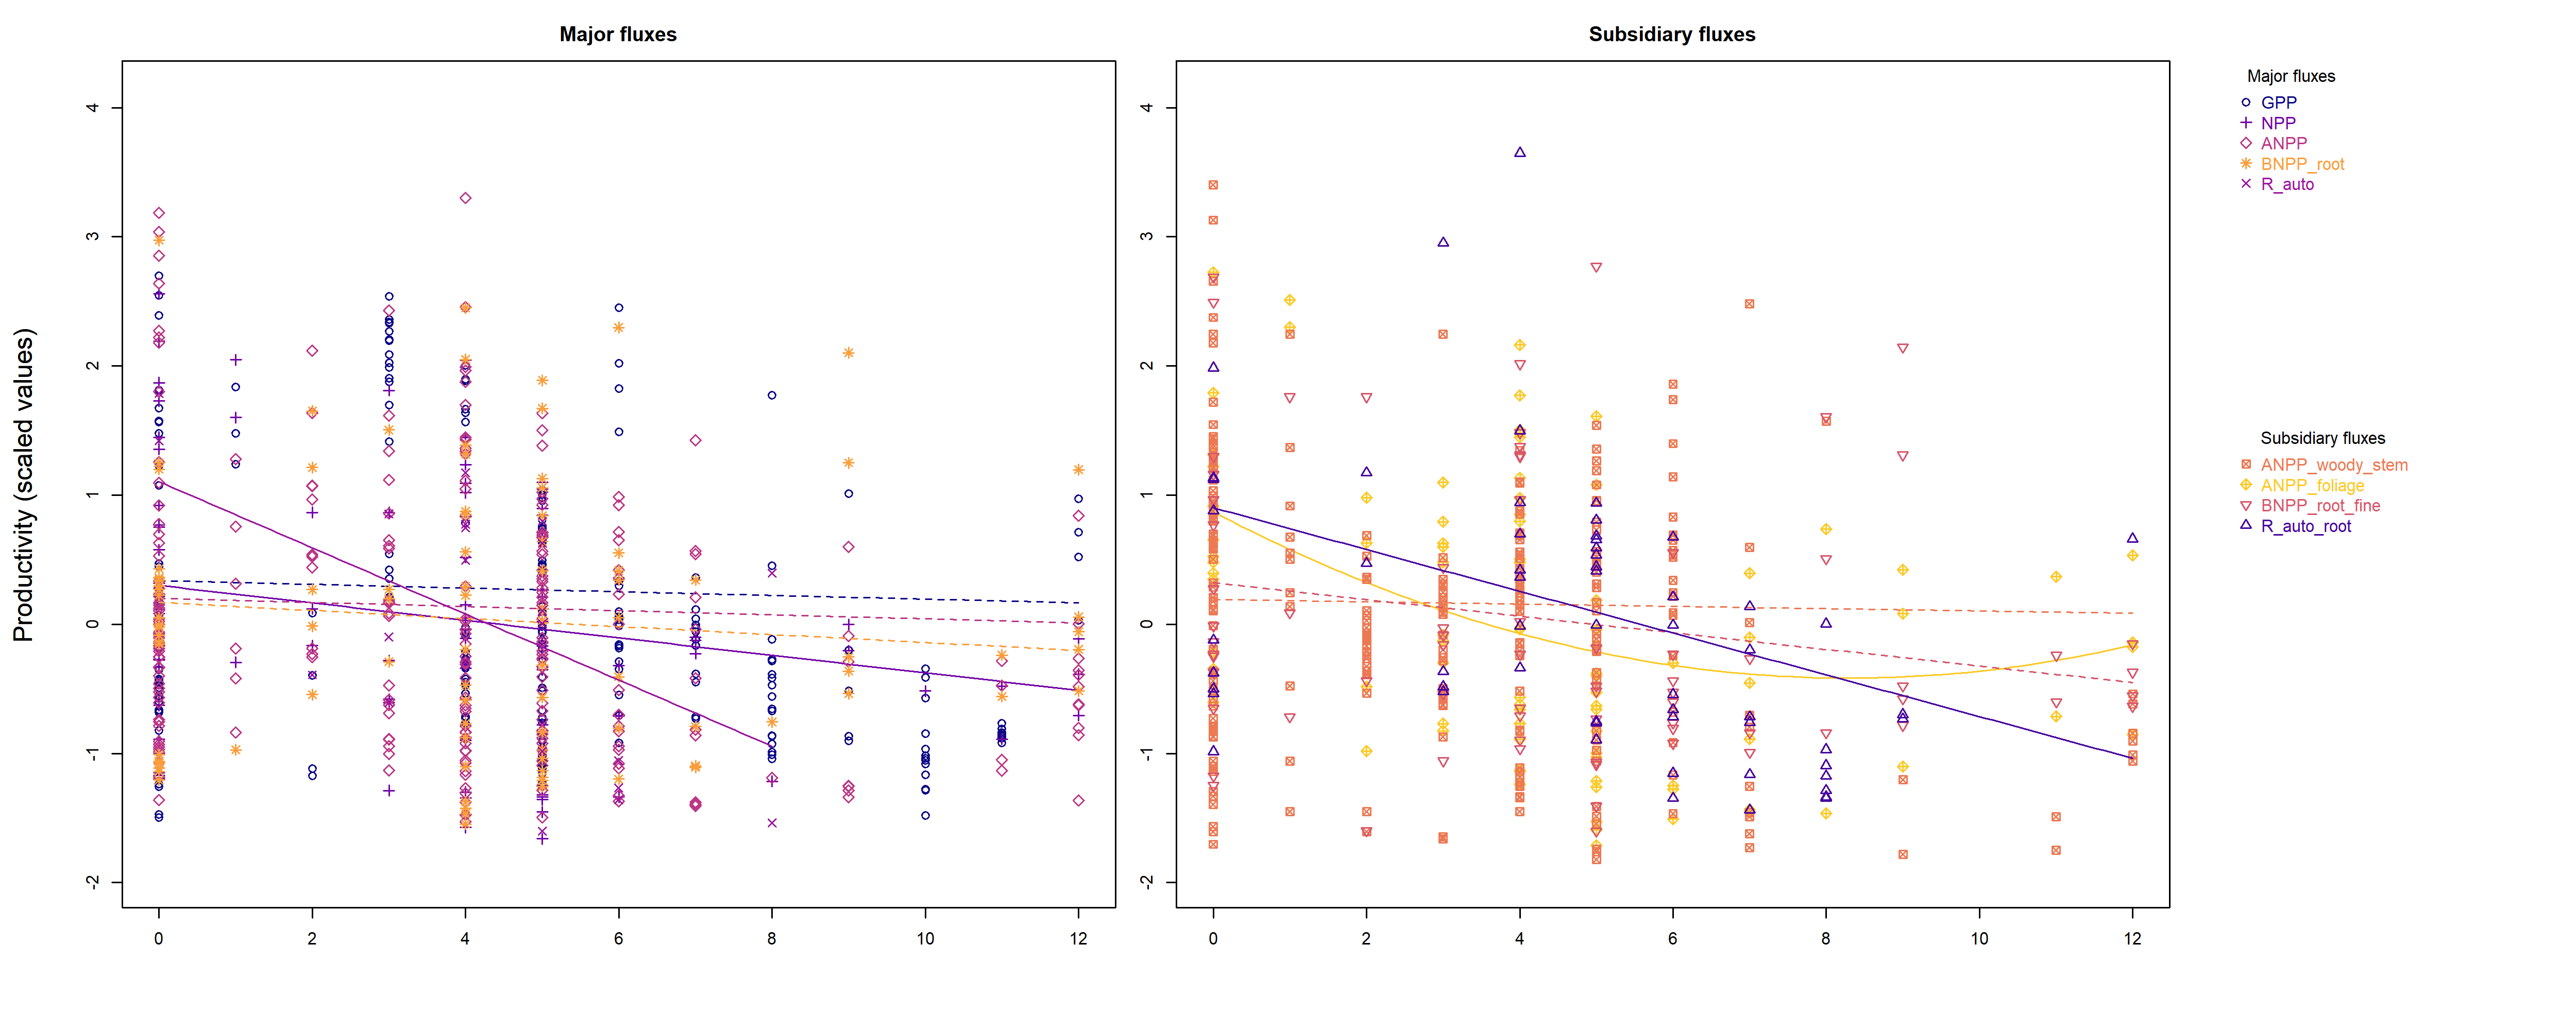 Major fluxes
Subsidiary fluxes
Productivity (scaled values)
4
3
2
1
0
-1
-2
0 2 4 6 8 10 12
4
3
2
1
0
-1
-2
0 2 4 6 8 10 12
Major fluxes
GPP
NPP
ANPP
BNPP_root
R_auto
Subsidiary fluxes
ANPP_woody_stem
ANPP_foliage
BNPP_root_fine
R_auto_root